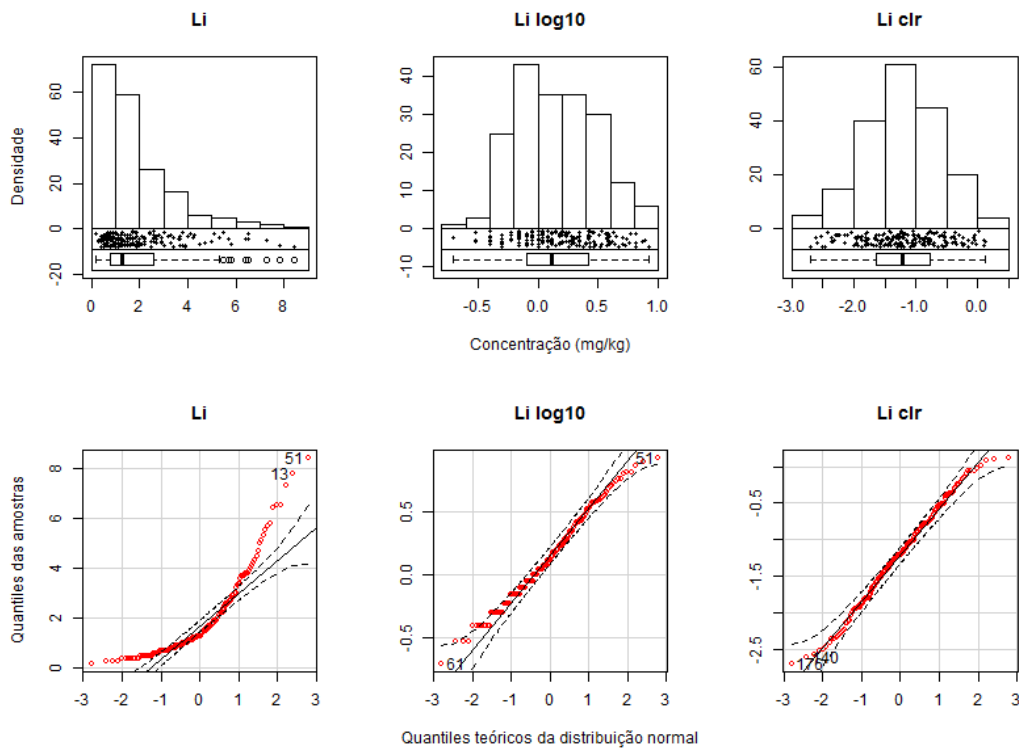 Li
Li log10
Li clr
Densidade
60
40
20
0
-20
0 2 4 6 8
40
30
20
10
0
-10
-0.5 0.0 0.5 1.0
60
40
20
0
-3.0 -2.0 -1.0 0.0
Concentração (mg/kg)
Li
Li log10
Li clr
Quantiles das amostras
8
6
4
2
0
51
13
-3 -2 -1 0 1 2 3
0.5
0.0
-0.5
51
61
-3 -2 -1 0 1 2 3
-0.5
-1.5
-2.5
140
176
-3 -2 -1 0 1 2 3
Quantiles teóricos da distribuição normal